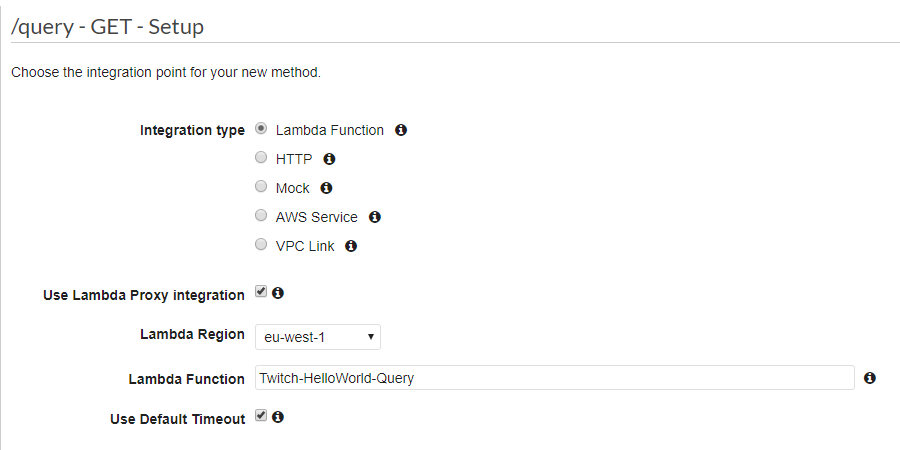 /query - GET - Setup
Choose the integration point for your new method.
Integration type Lambda Function
HTTP
Mock
AWS Service
VPC Link
Use Lambda Proxy integration
Lambda Region eu-west-1
Lambda Function Twitch-HelloWorld-Query
Use Default Timeout